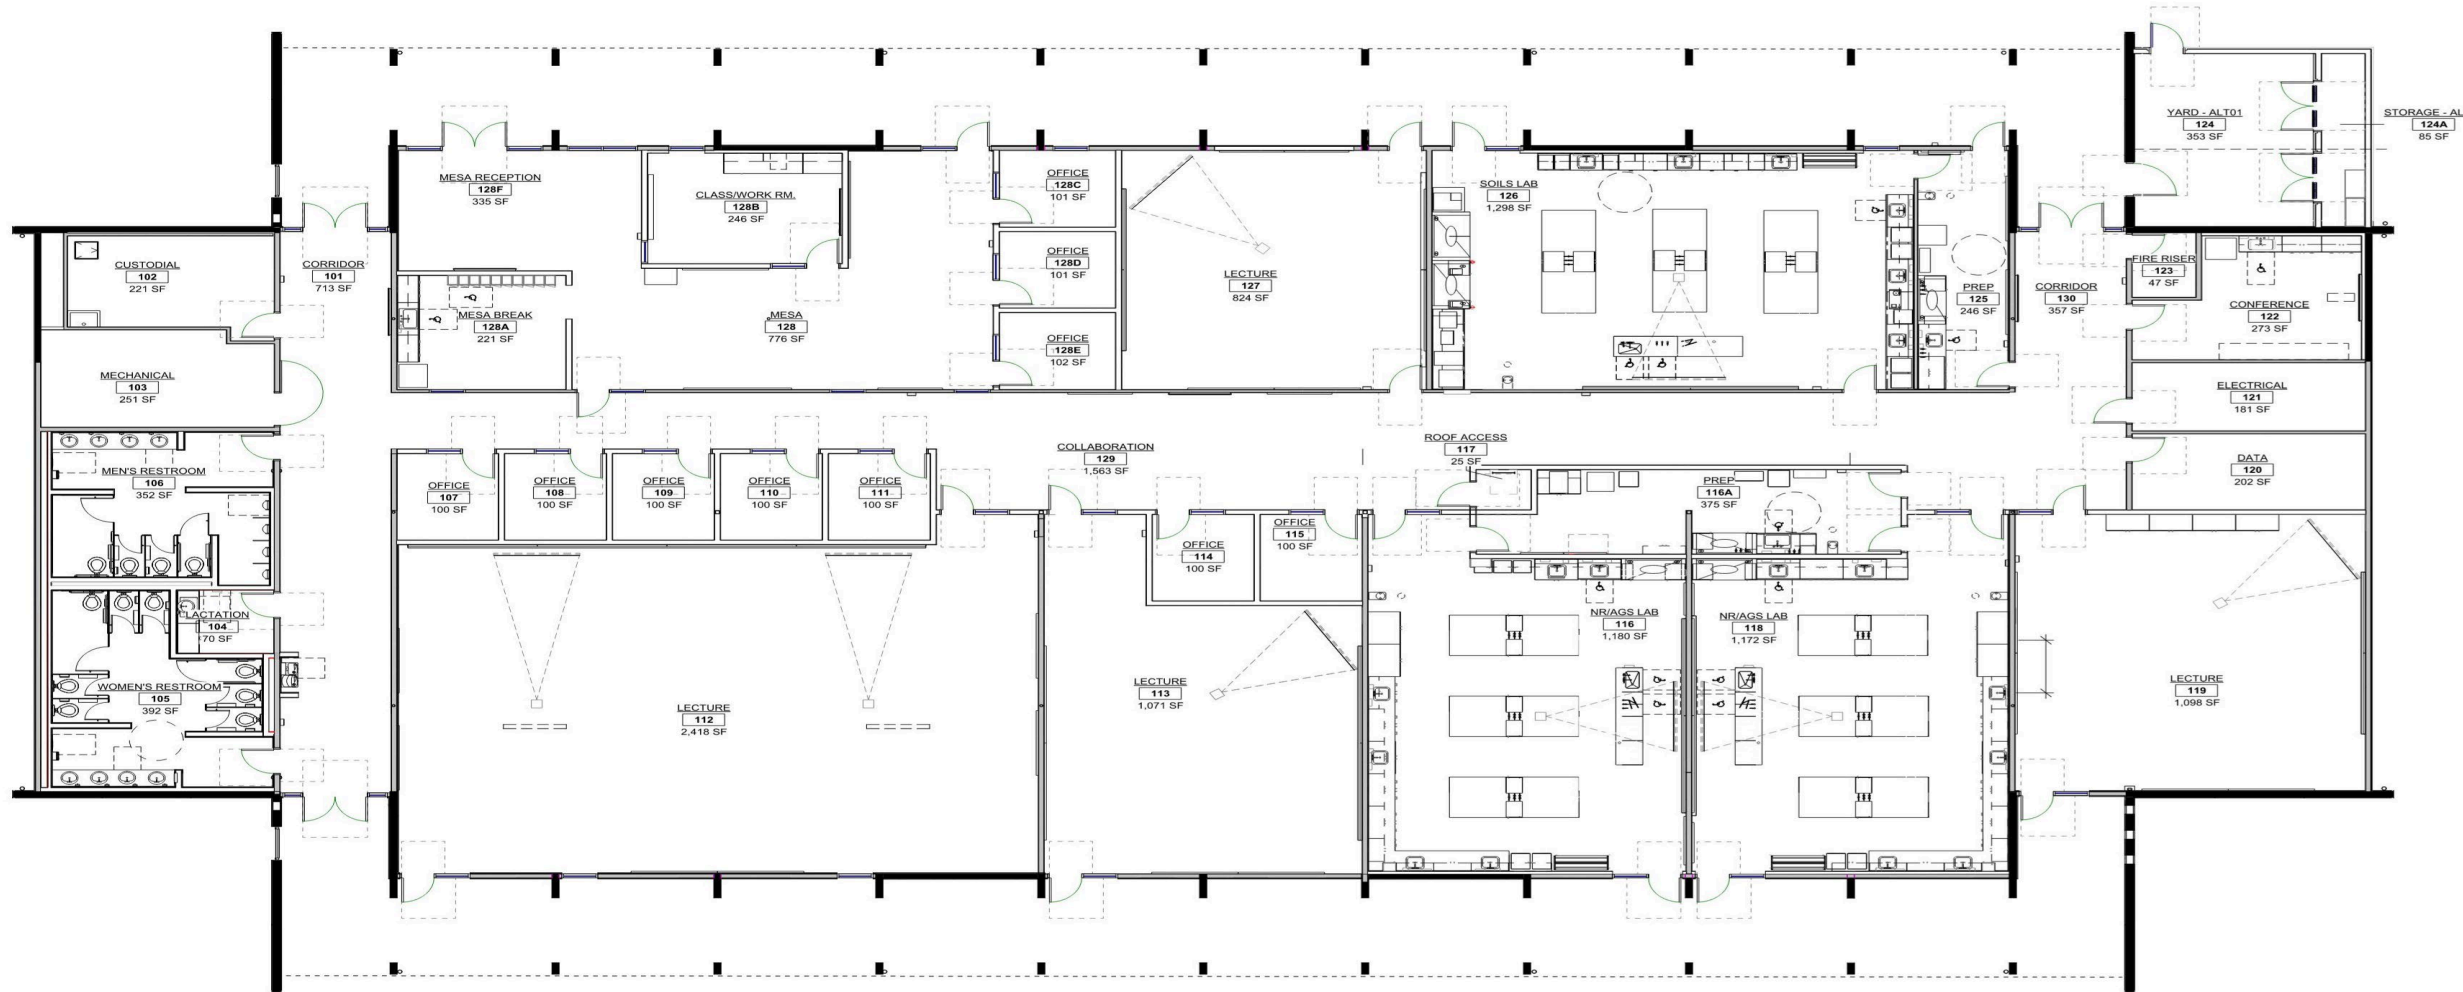 YARD - ALT01
124
353 SF
STORAGE - AL
124A
85 SF
MESA RECEPTION
128F
335 SF
CLASS/WORK RM.
128B
246 SF
OFFICE
128C
101 SF
SOILS LAB
126
1,298 SF
CUSTODIAL
102
221 SF
CORRIDOR
101
713 SF
OFFICE
128D
101 SF
LECTURE
127
824 SF
PREP
125
246 SF
CORRIDOR
130
357 SF
FIRE RISER
123
47 SF
CONFERENCE
122
273 SF
MESA BREAK
128A
221 SF
MESA
128
776 SF
OFFICE
128E
102 SF
MECHANICAL
103
251 SF
ELECTRICAL
121
181 SF
MEN'S RESTROOM
106
352 SF
OFFICE
107
100 SF
OFFICE
108
100 SF
OFFICE
109
100 SF
OFFICE
110
100 SF
OFFICE
111
100 SF
COLLABORATION
129
1,563 SF
ROOF ACCESS
117
25 SF
PREP
116A
375 SF
DATA
120
202 SF
OFFICE
114
100 SF
OFFICE
115
100 SF
LACTATION
104
70 SF
NR/AGS LAB
116
1,180 SF
NR/AGS LAB
118
1,172 SF
WOMEN'S RESTROOM
105
392 SF
LECTURE
112
2,418 SF
LECTURE
113
1,071 SF
LECTURE
119
1,098 SF